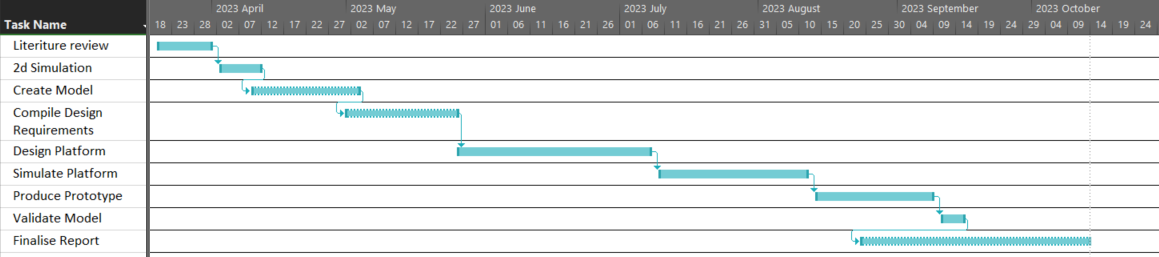 2023 April 2023 May 2023 June 2023 July 2023 August 2023 September 2023 October
Task Name 18 23 28 02 07 12 17 22 27 02 07 12 17 22 27 01 06 11 16 21 26 01 06 11 16 21 26 31 05 10 15 20 25 30 04 09 14 19 24 29 04 09 14 19 24
Literiture review
2d Simulation
Create Model
Compile Design
Requirements
Design Platform
Simulate Platform
Produce Prototype
Validate Model
Finalise Report